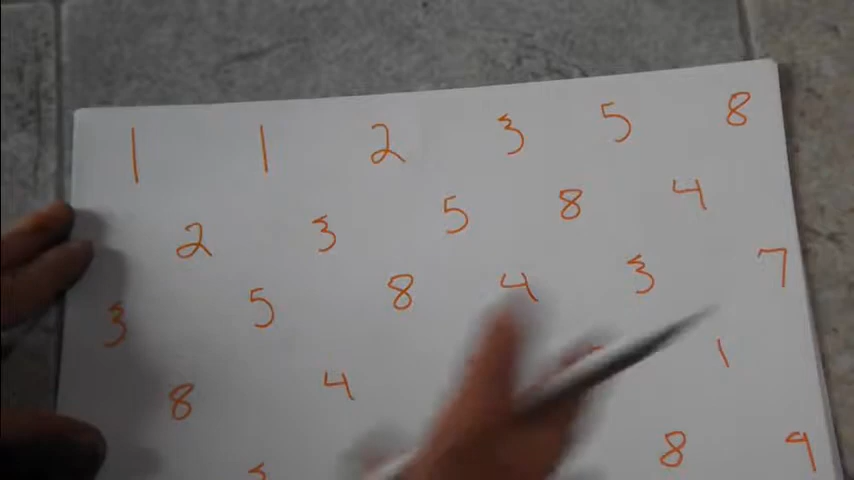 1 1 2 3 5 8
2 3 5 8 4
3 5 8 4 3 7
8 4 1
8 9